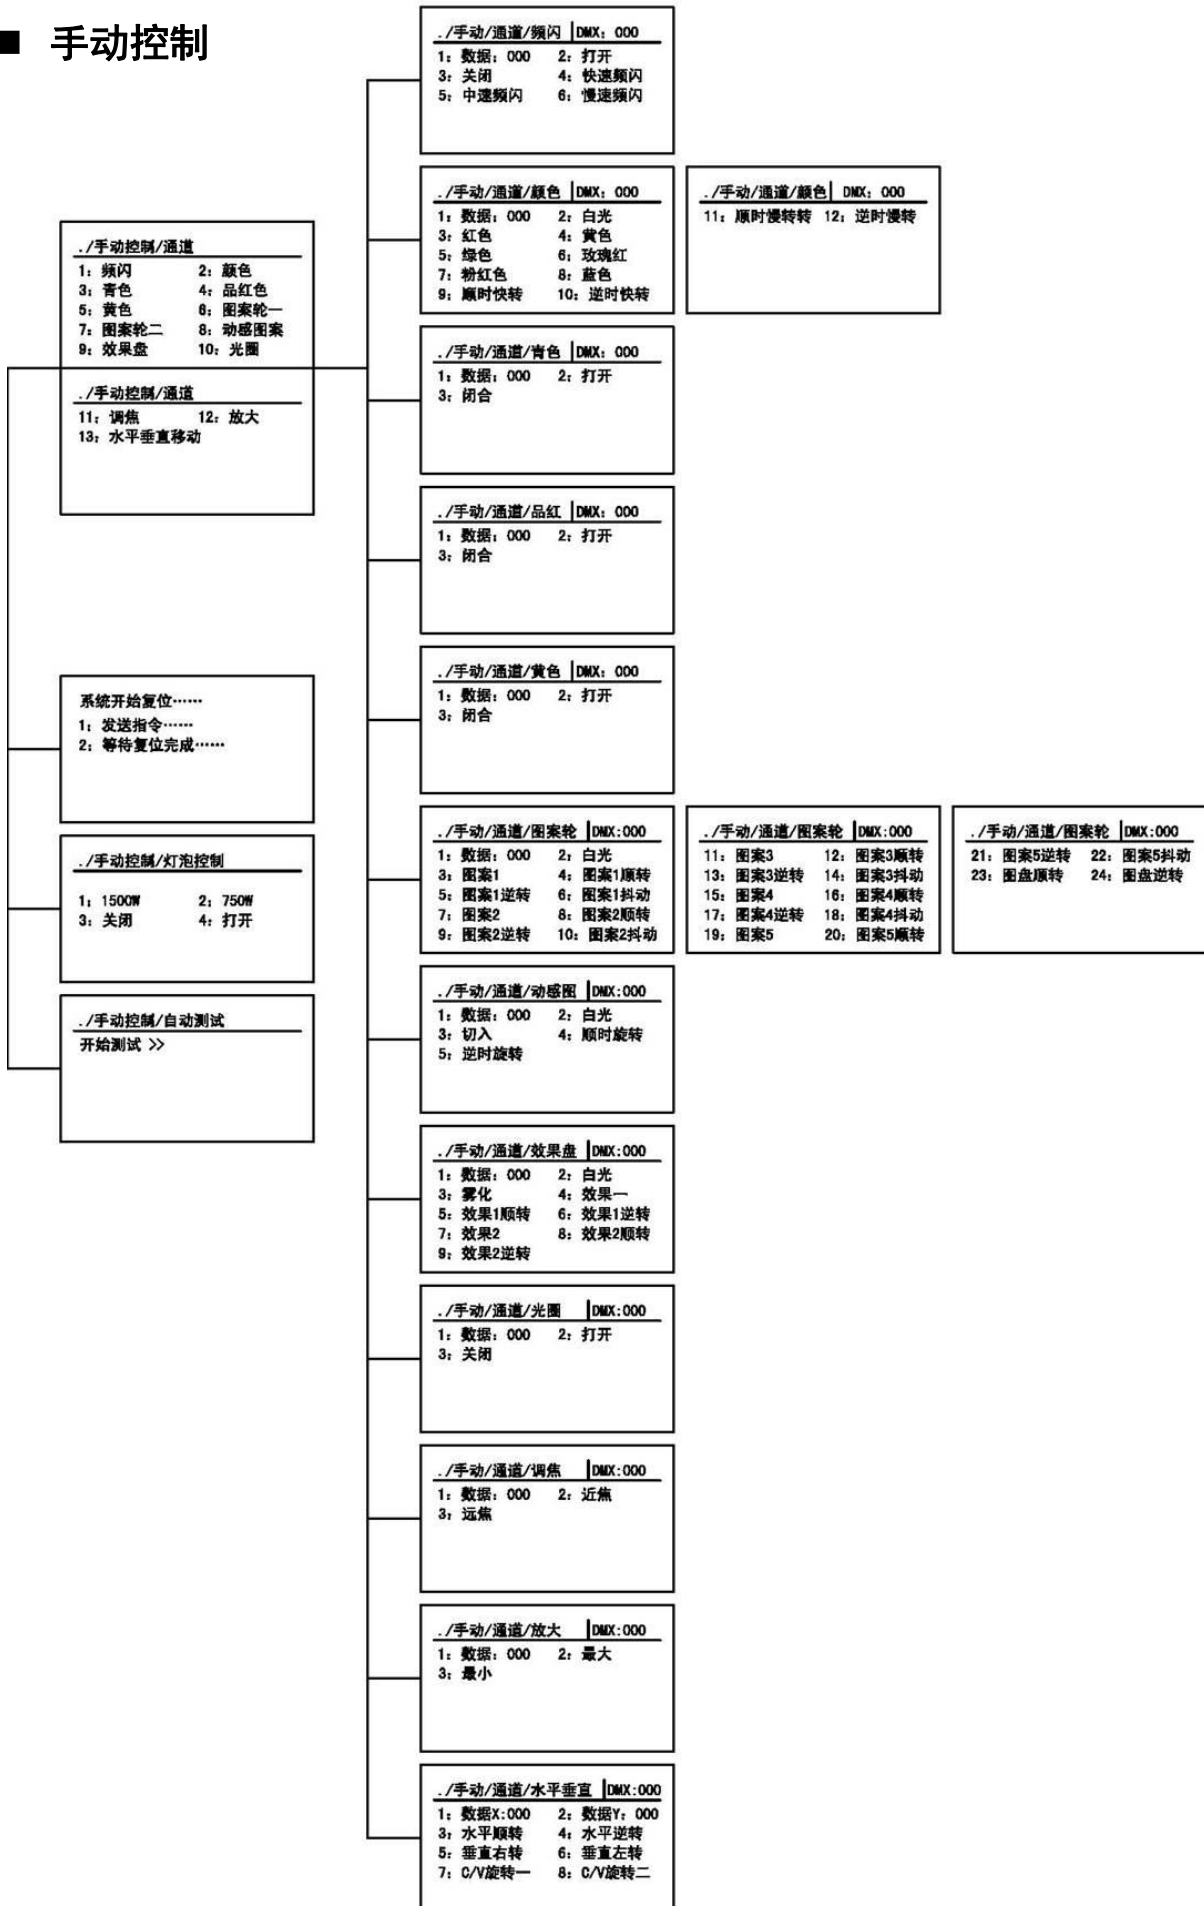 ■ 手动控制
./手动控制/通道
1：频闪 2：颜色
3：青色 4：品红色
5：黄色 6：图案轮一
7：图案轮二 8：动感图案
9：效果盘 10：光圈
./手动控制/通道
11：调焦 12：放大
13：水平垂直移动
系统开始复位……
1：发送指令……
2：等待复位完成……
./手动控制/灯泡控制
1：1500W 2：750W
3：关闭 4：打开
./手动控制/自动测试
开始测试 >>
./手动/通道/频闪 DMX：000
1：数据：000 2：打开
3：关闭 4：快速频闪
5：中速频闪 6：慢速频闪
./手动/通道/颜色 DMX：000
1：数据：000 2：白光
3：红色 4：黄色
5：绿色 6：玫瑰红
7：粉红色 8：蓝色
9：顺时快转 10：逆时快转
./手动/通道/颜色 DMX：000
11：顺时慢转转 12：逆时慢转
./手动/通道/青色 DMX：000
1：数据：000 2：打开
3：闭合
./手动/通道/品红 DMX：000
1：数据：000 2：打开
3：闭合
./手动/通道/黄色 DMX：000
1：数据：000 2：打开
3：闭合
./手动/通道/图案轮 DMX:000
1：数据：000 2：白光
3：图案1 4：图案1顺转
5：图案1逆转 6：图案1抖动
7：图案2 8：图案2顺转
9：图案2逆转 10：图案2抖动
./手动/通道/图案轮 DMX:000
11：图案3 12：图案3顺转
13：图案3逆转 14：图案3抖动
15：图案4 16：图案4顺转
17：图案4逆转 18：图案4抖动
19：图案5 20：图案5顺转
./手动/通道/图案轮 DMX:000
21：图案5逆转 22：图案5抖动
23：图盘顺转 24：图盘逆转
./手动/通道/动感图 DMX:000
1：数据：000 2：白光
3：切入 4：顺时旋转
5：逆时旋转
./手动/通道/效果盘 DMX:000
1：数据：000 2：白光
3：雾化 4：效果一
5：效果1顺转 6：效果1逆转
7：效果2 8：效果2顺转
9：效果2逆转
./手动/通道/光圈 DMX:000
1：数据：000 2：打开
3：关闭
./手动/通道/调焦 DMX:000
1：数据：000 2：近焦
3：远焦
./手动/通道/放大 DMX:000
1：数据：000 2：最大
3：最小
./手动/通道/水平垂直 DMX:000
1：数据X:000 2：数据Y：000
3：水平顺转 4：水平逆转
5：垂直右转 6：垂直左转
7：C/V旋转一 8：C/V旋转二